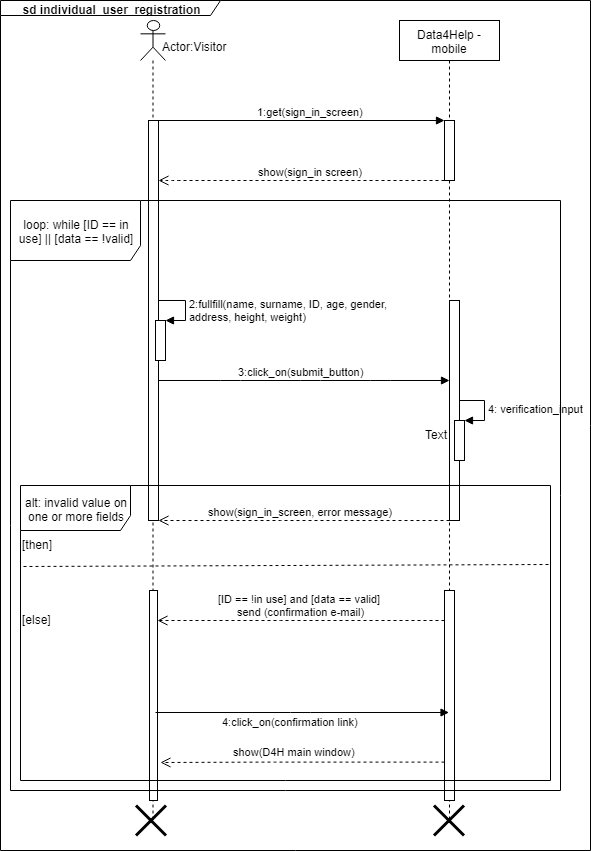 sd individual_user_registration
Actor:Visitor
Data4Help -
mobile
1:get(sign_in_screen)
show(sign_in screen)
loop: while [ID == in
use] || [data == !valid]
2:fullfill(name, surname, ID, age, gender,
address, height, weight)
3:click_on(submit_button)
4: verification_input
Text
alt: invalid value on
one or more fields
show(sign_in_screen, error message)
[then]
[ID == !in use] and [data == valid]
send (confirmation e-mail)
[else]
4:click_on(confirmation link)
show(D4H main window)